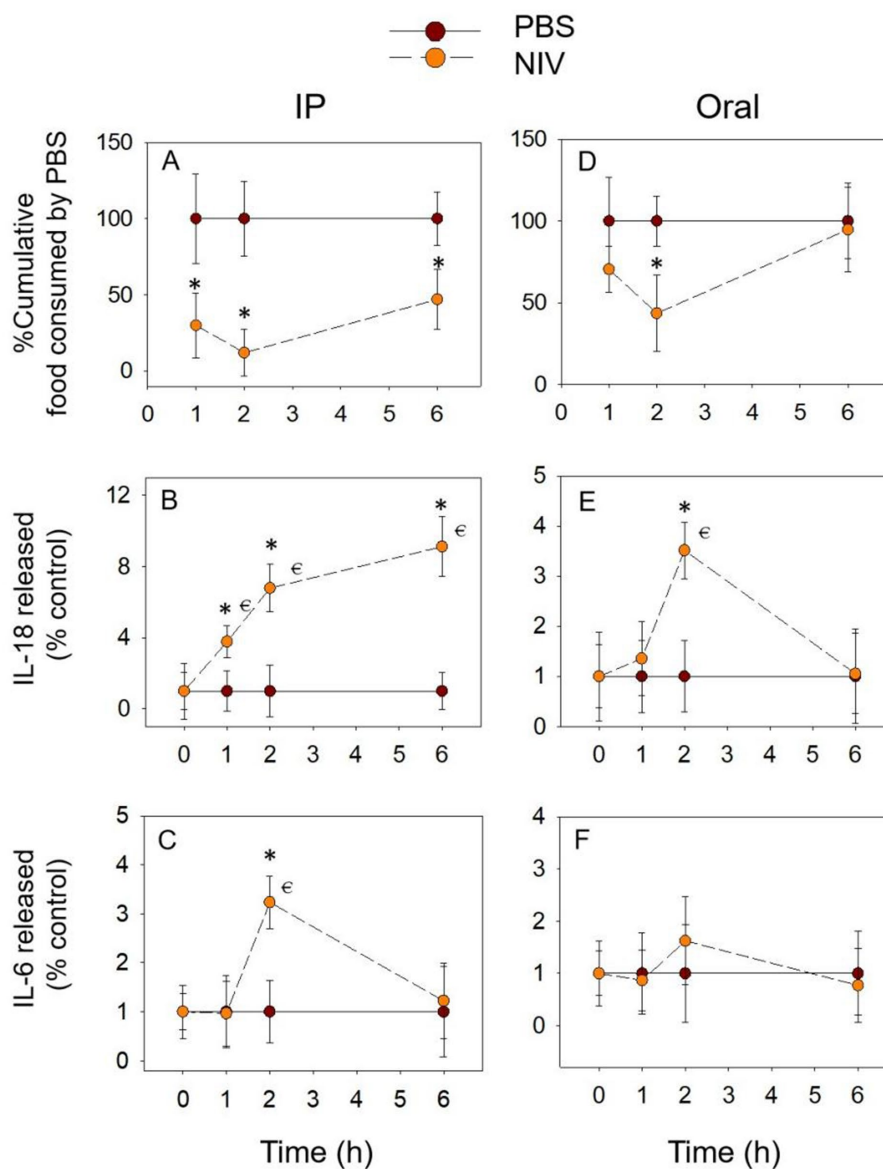 PBS
NIV
IP
Oral
%Cumulative
food consumed by PBS
A
150
100
50
0
*
*
*
0 1 2 3 4 5 6
D
150
100
50
0
*
0 1 2 3 4 5 6
IL-18 released
(% control)
B
12
8
4
0
* €
* €
* €
0 1 2 3 4 5 6
E
5
4
3
2
1
0
* €
0 1 2 3 4 5 6
IL-6 released
(% control)
C
5
4
3
2
1
0
* €
0 1 2 3 4 5 6
Time (h)
F
4
3
2
1
0
0 1 2 3 4 5 6
Time (h)